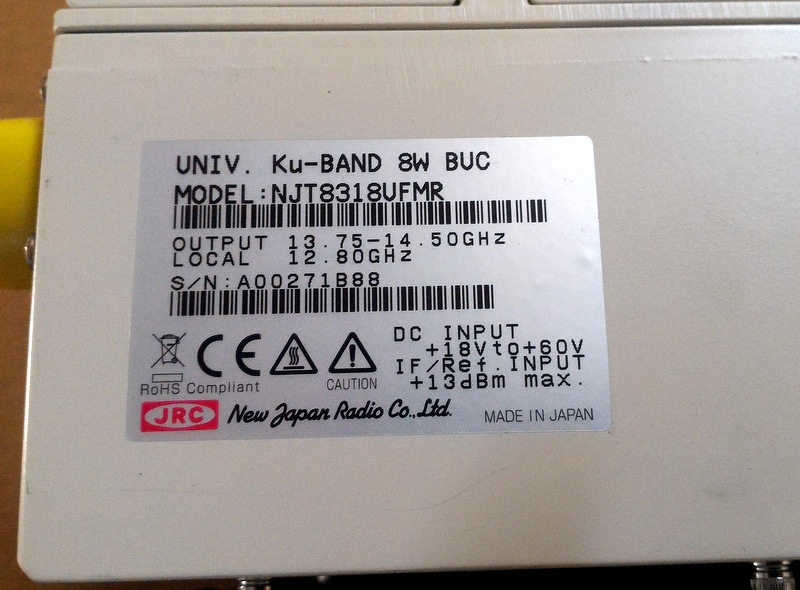 UNIV. Ku-BAND 8W BUC
MODEL:NJT8318UFMR
OUTPUT 13.75-14.50GHz
LOCAL 12.80GHz
S/N:A00271B88
DC INPUT
+18Vto+60V
IF/Ref.INPUT
+13dBm max.
CE
RoHS Compliant
CAUTION
JRC New Japan Radio Co.,Ltd.
MADE IN JAPAN